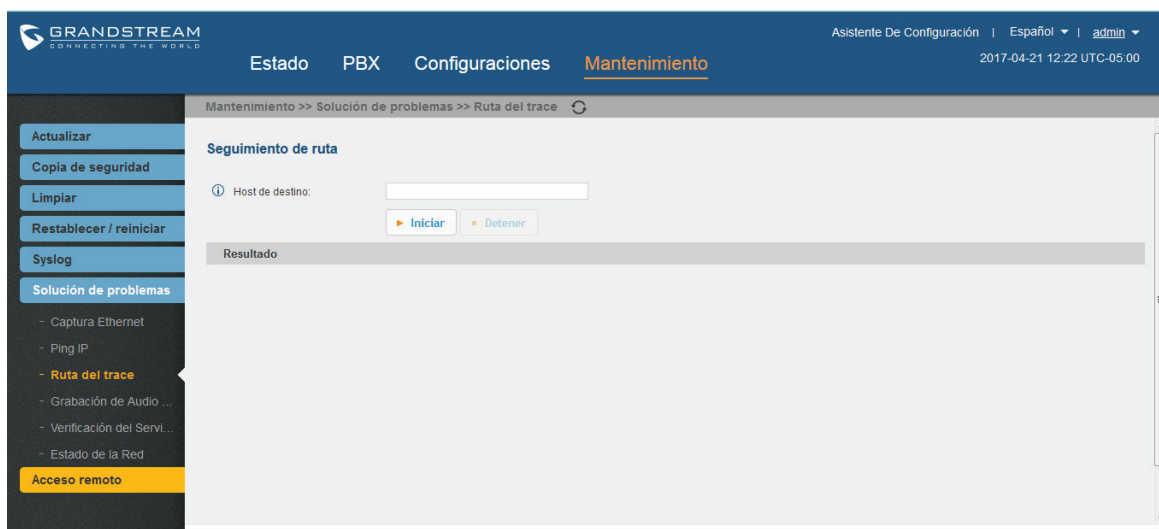 GRANDSTREAM
CONNECTING THE WORLD
Asistente De Configuración | Español | admin
2017-04-21 12:22 UTC-05:00
Estado PBX Configuraciones Mantenimiento
Mantenimiento >> Solución de problemas >> Ruta del trace
Actualizar
Copia de seguridad
Limpiar
Restablecer / reiniciar
Syslog
Solución de problemas
- Captura Ethernet
- Ping IP
- Ruta del trace
- Grabación de Audio ...
- Verificación del Servi...
- Estado de la Red
Acceso remoto
Seguimiento de ruta
Host de destino:
Iniciar Detener
Resultado